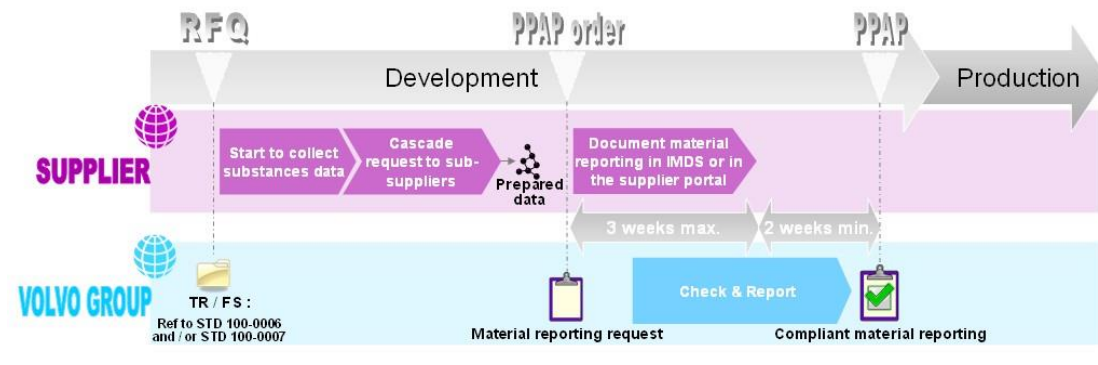 RFQ
PPAP order
PPAP
Development
Production
SUPPLIER
Start to collect
substances data
Cascade
request to sub-
suppliers
Prepared
data
Document material
reporting in IMDS or in
the supplier portal
3 weeks max.
2 weeks min.
VOLVO GROUP
TR / FS :
Ref to STD 100-0006
and / or STD 100-0007
Material reporting request
Check & Report
Compliant material reporting